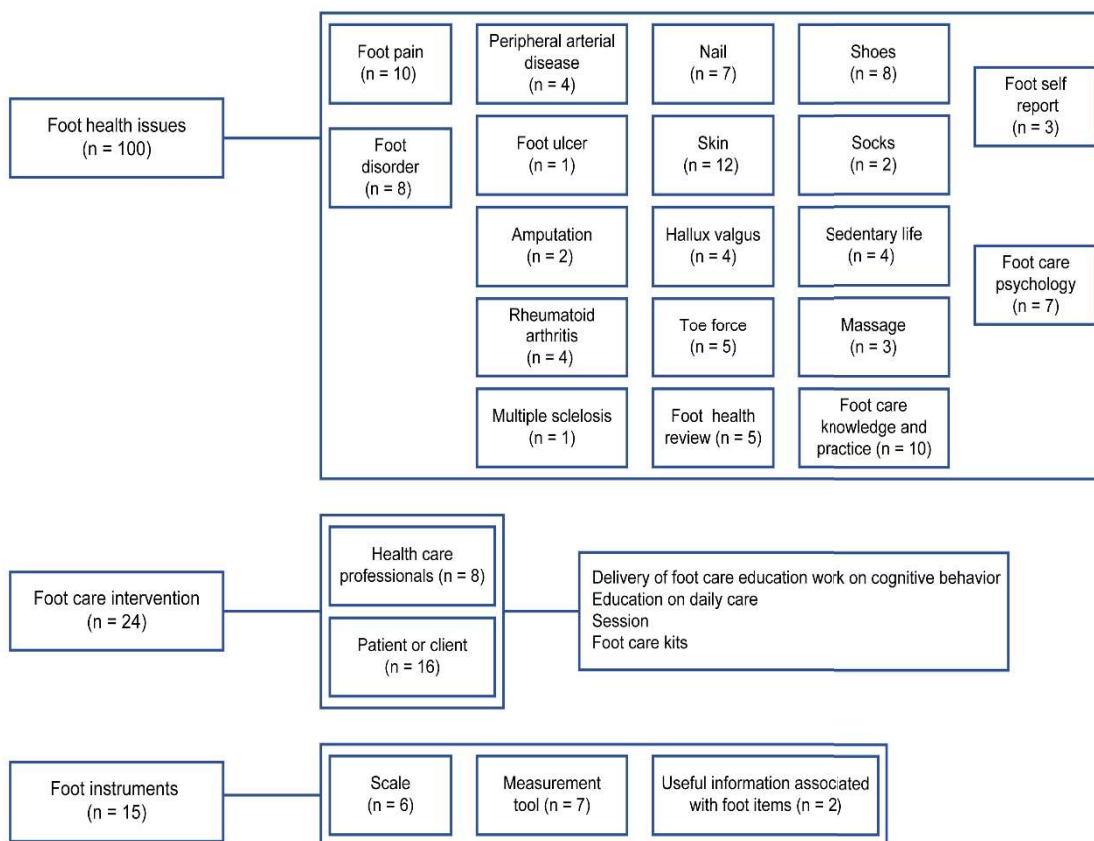 Foot health issues
(n = 100)
Foot pain
(n = 10)
Foot
disorder
(n = 8)
Peripheral arterial
disease
(n = 4)
Foot ulcer
(n = 1)
Amputation
(n = 2)
Rheumatoid
arthritis
(n = 4)
Multiple sclelosis
(n = 1)
Nail
(n = 7)
Skin
(n = 12)
Hallux valgus
(n = 4)
Toe force
(n = 5)
Foot health
review (n = 5)
Shoes
(n = 8)
Socks
(n = 2)
Sedentary life
(n = 4)
Massage
(n = 3)
Foot care
knowledge and
practice (n = 10)
Foot self
report
(n = 3)
Foot care
psychology
(n = 7)
Foot care intervention
(n = 24)
Health care
professionals (n = 8)
Patient or client
(n = 16)
Delivery of foot care education work on cognitive behavior
Education on daily care
Session
Foot care kits
Foot instruments
(n = 15)
Scale
(n = 6)
Measurement
tool (n = 7)
Useful information associated
with foot items (n = 2)